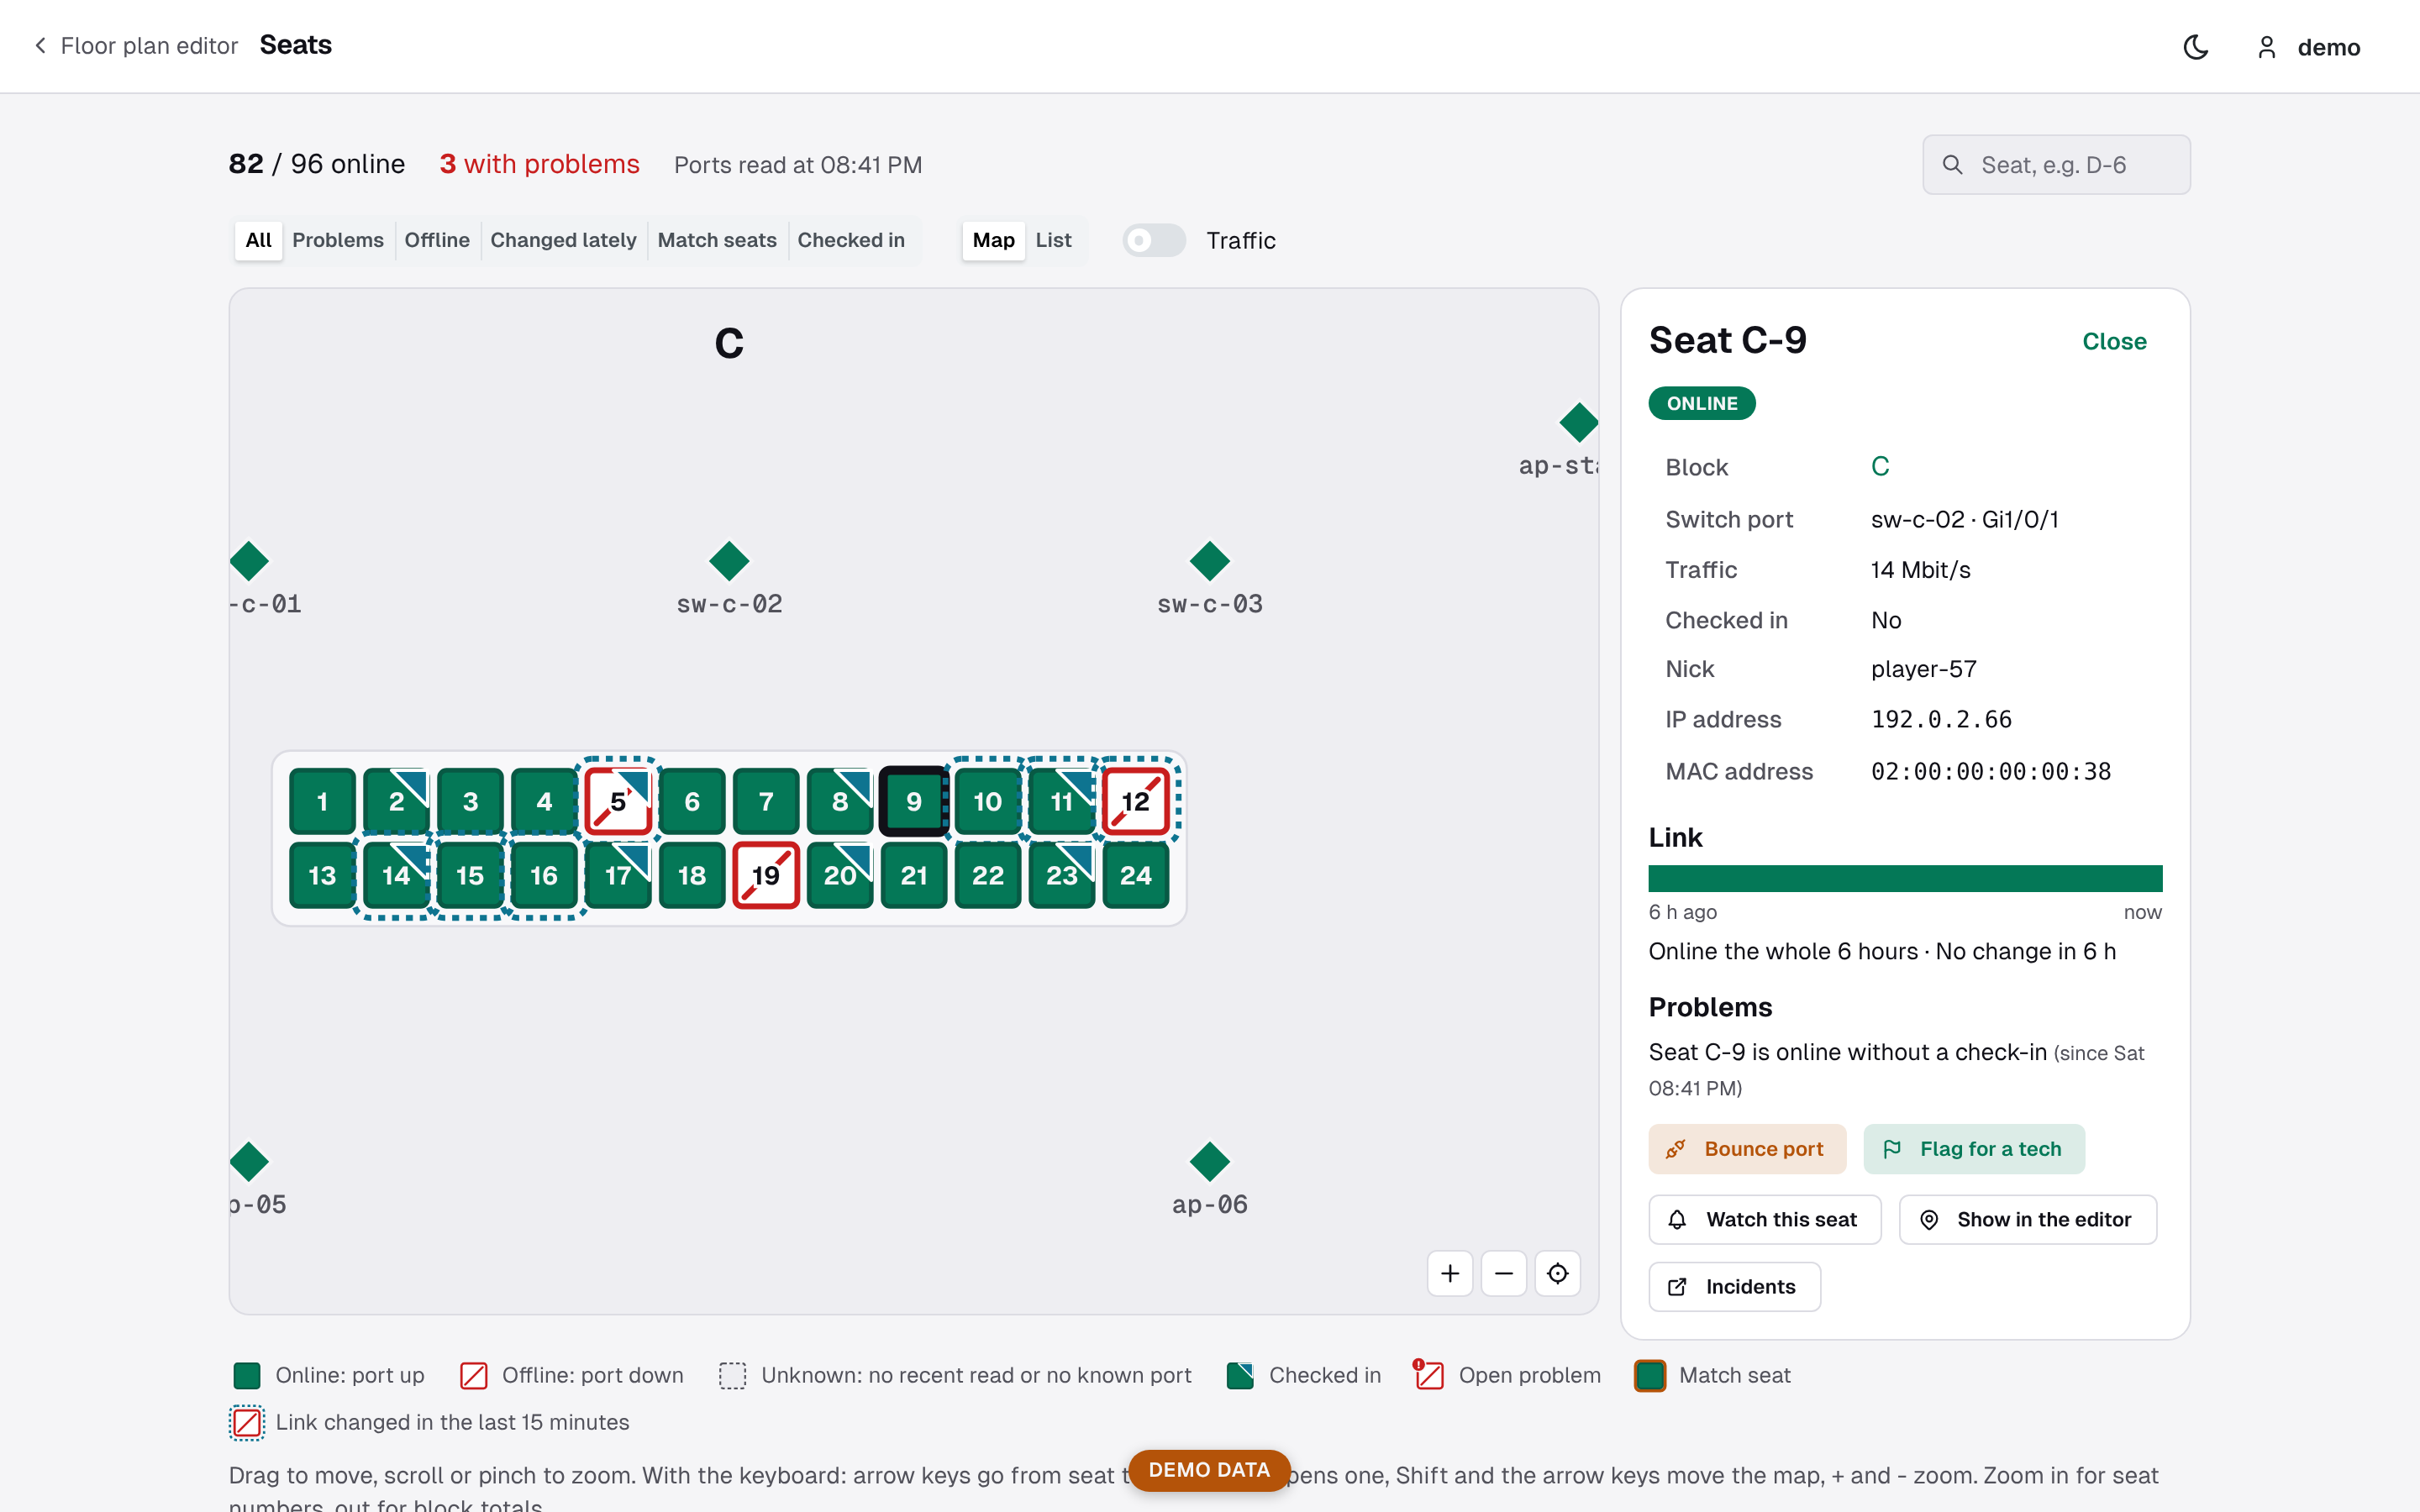 Floor plan editor Seats demo
82 / 96 online 3 with problems Ports read at 08:41 PM Seat, e.g. D-6
All Problems Offline Changed lately Match seats Checked in Map List Traffic
C
ap-sta
-c-01 sw-c-02 sw-c-03
1 2 3 4 5 6 7 8 9 10 11 12
13 14 15 16 17 18 19 20 21 22 23 24
p-05 ap-06
Seat C-9 Close
ONLINE
Block C
Switch port sw-c-02 · Gi1/0/1
Traffic 14 Mbit/s
Checked in No
Nick player-57
IP address 192.0.2.66
MAC address 02:00:00:00:00:38
Link
6 h ago now
Online the whole 6 hours · No change in 6 h
Problems
Seat C-9 is online without a check-in (since Sat
08:41 PM)
Bounce port Flag for a tech
Watch this seat Show in the editor
Incidents
Online: port up Offline: port down Unknown: no recent read or no known port Checked in Open problem Match seat
Link changed in the last 15 minutes
Drag to move, scroll or pinch to zoom. With the keyboard: arrow keys go from seat t DEMO DATA pens one, Shift and the arrow keys move the map, + and - zoom. Zoom in for seat
numbers, out for block totals.